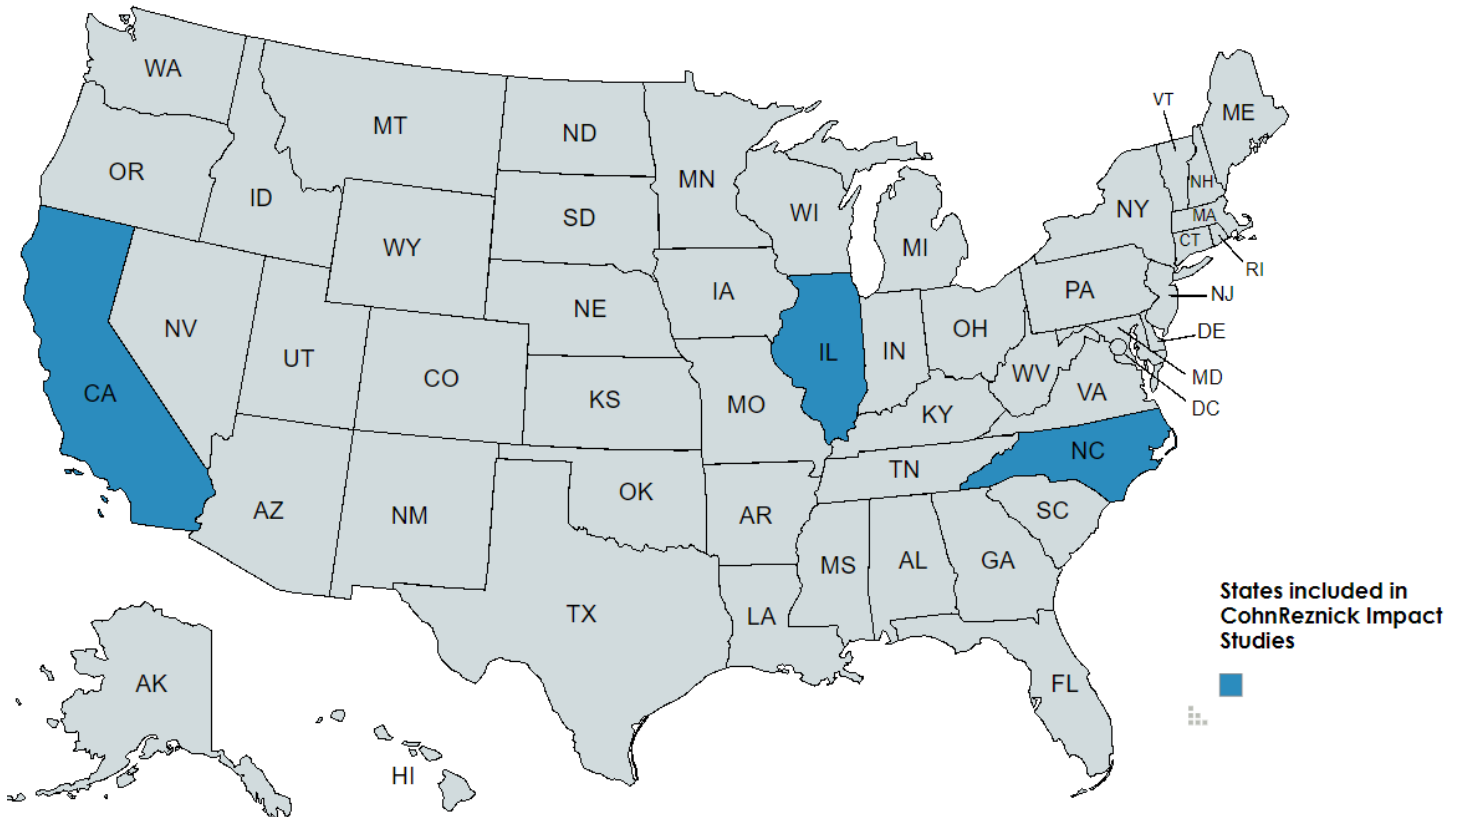 WA
MT
ND
MN
OR
ID
WY
SD
WI
MI
VT
ME
NH
NY
MA
CT
RI
NJ
PA
DE
MD
DC
NV
UT
CO
NE
IA
IL
IN
OH
WV
VA
CA
KS
MO
KY
NC
TN
AZ
NM
OK
AR
SC
MS
AL
GA
TX
LA
FL
AK
HI
States included in
CohnReznick Impact
Studies